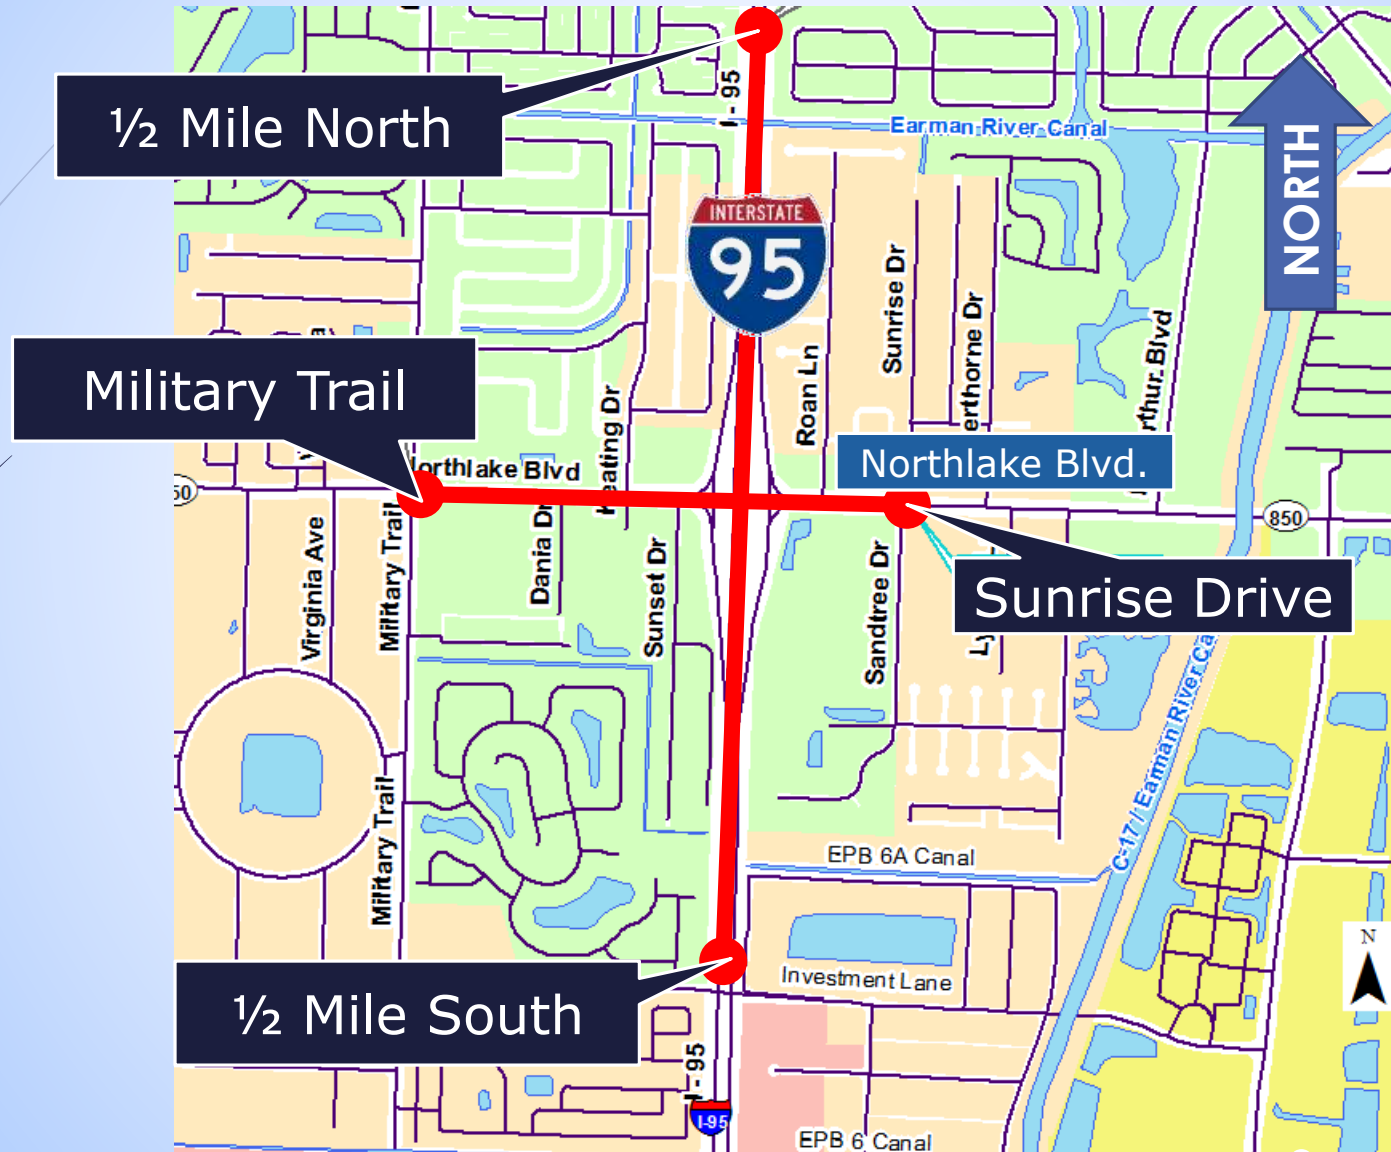 I - 95
½ Mile North
Earman River Canal
NORTH
INTERSTATE
95
Sunrise Dr
Military Trail
Roan Ln
Keating Dr
Northlake Blvd.
Northlake Blvd
850
Virginia Ave
Military Trail
Dania Dr
Sunset Dr
Sandtree Dr
Sunrise Drive
C-17 / Earman River
Military Trail
EPB 6A Canal
N
Investment Lane
½ Mile South
I - 95
I-95
EPB 6 Canal